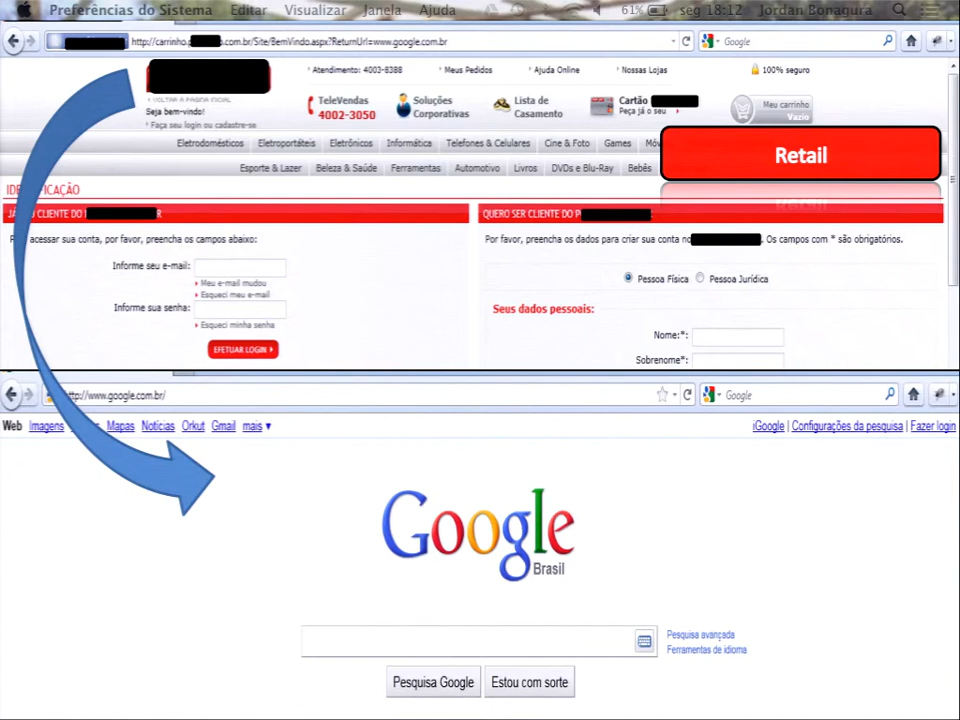 Preferências do Sistema Editar Visualizar Janela Ajuda 61% seg 18:12 Jordan Bonagura
http://carrinho.p .com.br/Site/BemVindo.aspx?ReturnUrl=www.google.com.br Google
Atendimento: 4003-8388 Meus Pedidos Ajuda Online Nossas Lojas 100% seguro
VOLTAR A PÁGINA INICIAL
Seja bem-vindo!
Faça seu login ou cadastre-se
TeleVendas
4002-3050
Soluções
Corporativas
Lista de
Casamento
Cartão
Peça já o seu
Meu carrinho
Vazio
Eletrodomésticos Eletroportáteis Eletrônicos Informática Telefones & Celulares Cine & Foto Games
Retail
Esporte & Lazer Beleza & Saúde Ferramentas Automotivo Livros DVDs e Blu-Ray Bebês
CLIENTE DO R
QUERO SER CLIENTE DO P
acessar sua conta, por favor, preencha os campos abaixo:
Informe seu e-mail:
Meu e-mail mudou
Esqueci meu e-mail
Informe sua senha:
Esqueci minha senha
EFETUAR LOGIN
Por favor, preencha os dados para criar sua conta no . Os campos com * são obrigatórios.
Pessoa Física Pessoa Jurídica
Seus dados pessoais:
Nome:*:
Sobrenome*:
http://www.google.com.br/ Google
Web Imagens Mapas Notícias Orkut Gmail mais ▼ iGoogle | Configurações da pesquisa | Fazer login
Google
Brasil
Pesquisa avançada
Ferramentas de idioma
Pesquisa Google Estou com sorte